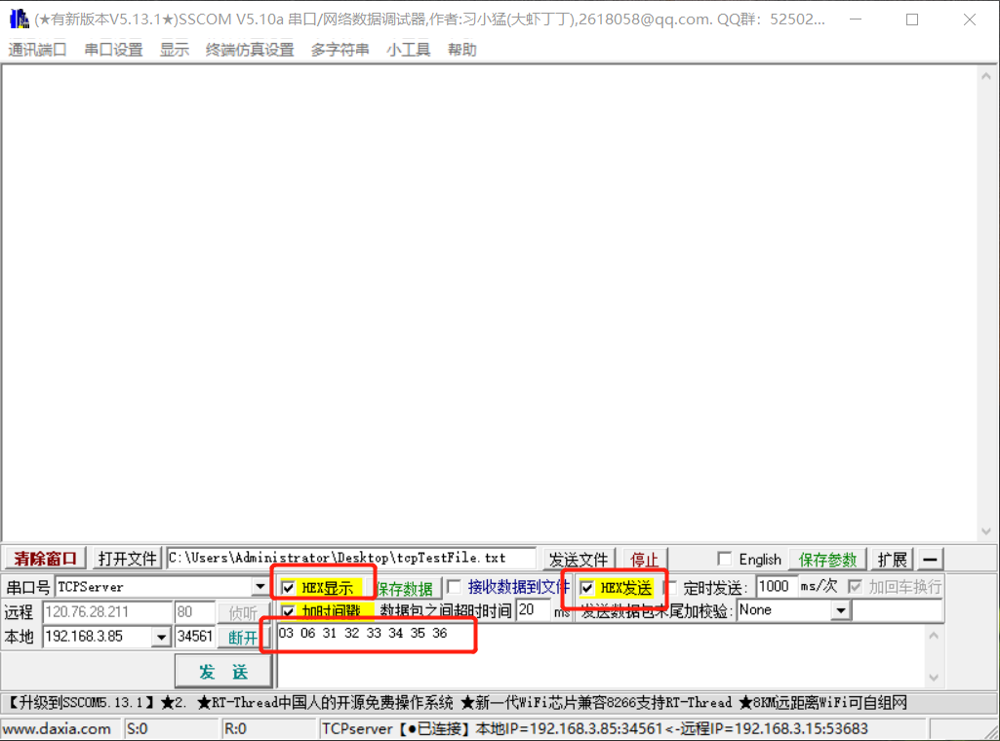 (★有新版本V5.13.1★)SSCOM V5.10a 串口/网络数据调试器,作者:习小猛(大虾丁丁),2618058@qq.com. QQ群: 52502...
通讯端口 串口设置 显示 终端仿真设置 多字符串 小工具 帮助
清除窗口 打开文件 C:\Users\Administrator\Desktop\tcpTestFile.txt 发送文件 停止 English 保存参数 扩展 —
串口号 TCPServer HEX显示 保存数据 接收数据到文件 HEX发送 定时发送: 1000 ms/次 加回车换行
远程 120.76.28.211 80 侦听 加时间戳 数据包之间超时时间 20 ms 发送数据包末尾加校验: None
本地 192.168.3.85 34561 断开 03 06 31 32 33 34 35 36
发 送
【升级到SSCOM5.13.1】★2. ★RT-Thread中国人的开源免费操作系统 ★新一代WiFi芯片兼容8266支持RT-Thread ★8KM远距离WiFi可自组网
www.daxia.com S:0 R:0 TCPserver【●已连接】本地IP=192.168.3.85:34561<-远程IP=192.168.3.15:53683